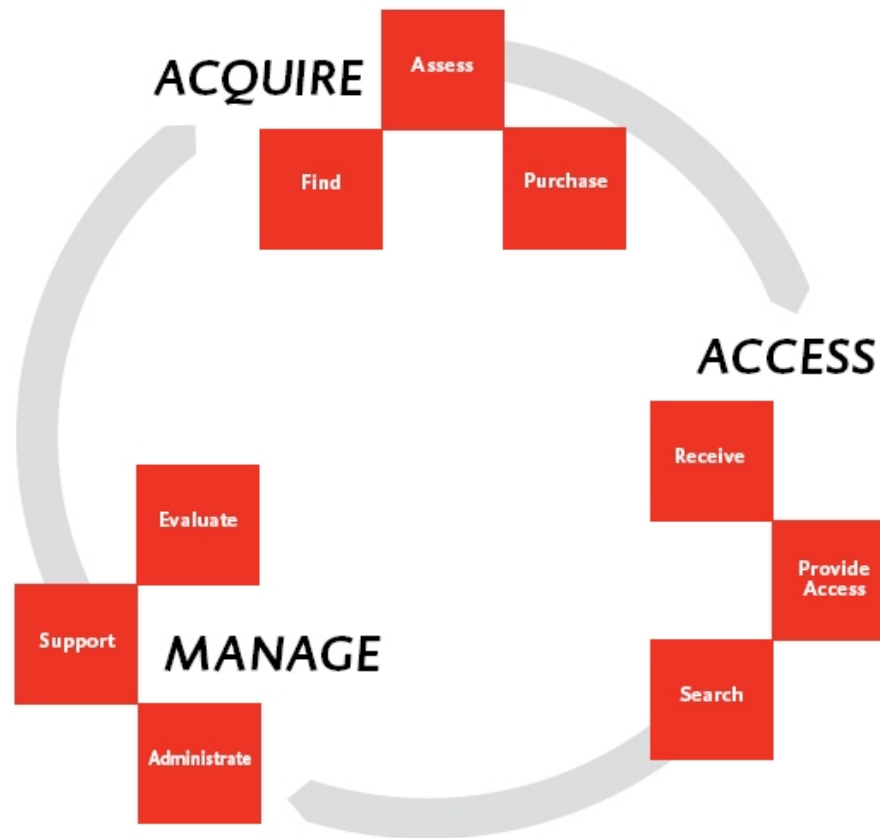 ACQUIRE
Assess
Find
Purchase
ACCESS
Receive
Provide
Access
Search
Evaluate
Support
MANAGE
Administrate